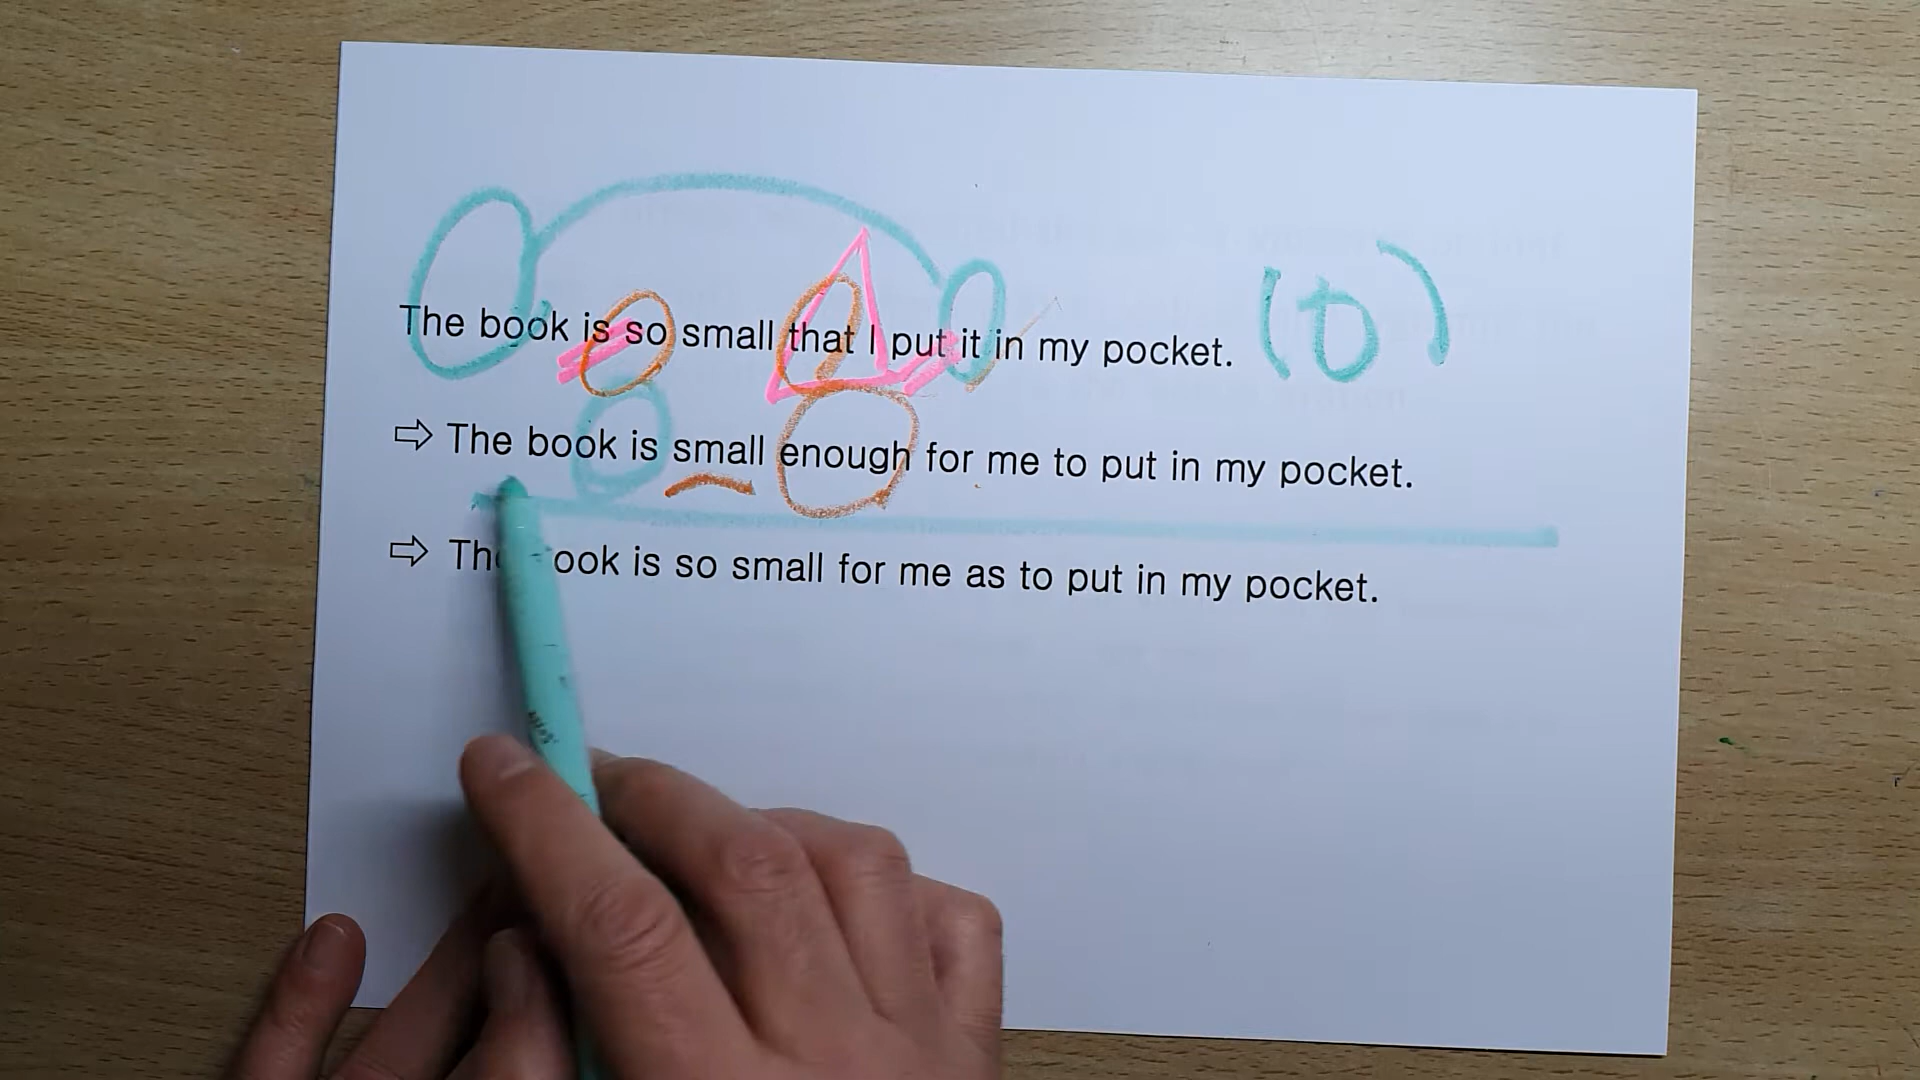 The book is so small that I put it in my pocket. (O)
⇨ The book is small enough for me to put in my pocket.
⇨ The book is so small for me as to put in my pocket.